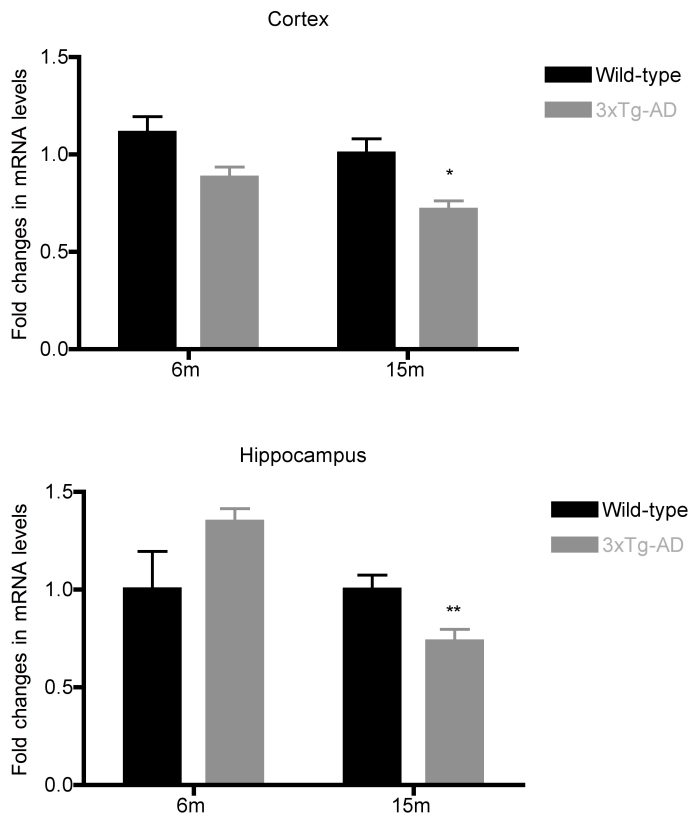 Cortex
Fold changes in mRNA levels
1.5
1.0
0.5
0.0
Wild-type
3xTg-AD
*
6m
15m
Hippocampus
Fold changes in mRNA levels
1.5
1.0
0.5
0.0
Wild-type
3xTg-AD
**
6m
15m